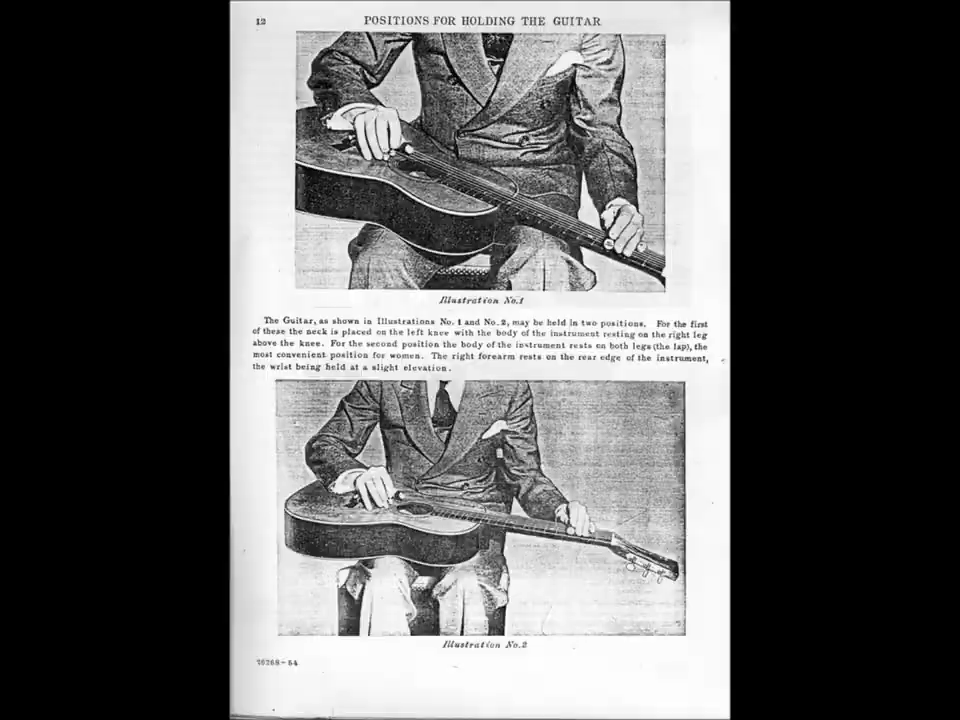 12
POSITIONS FOR HOLDING THE GUITAR
Illustration No.1
The Guitar, as shown in Illustrations No. 1 and No. 2, may be held in two positions. For the first
of these the neck is placed on the left knee with the body of the instrument resting on the right leg
above the knee. For the second position the body of the instrument rests on both legs (the lap), the
most convenient position for women. The right forearm rests on the rear edge of the instrument,
the wrist being held at a slight elevation.
Illustration No.2
76268-54